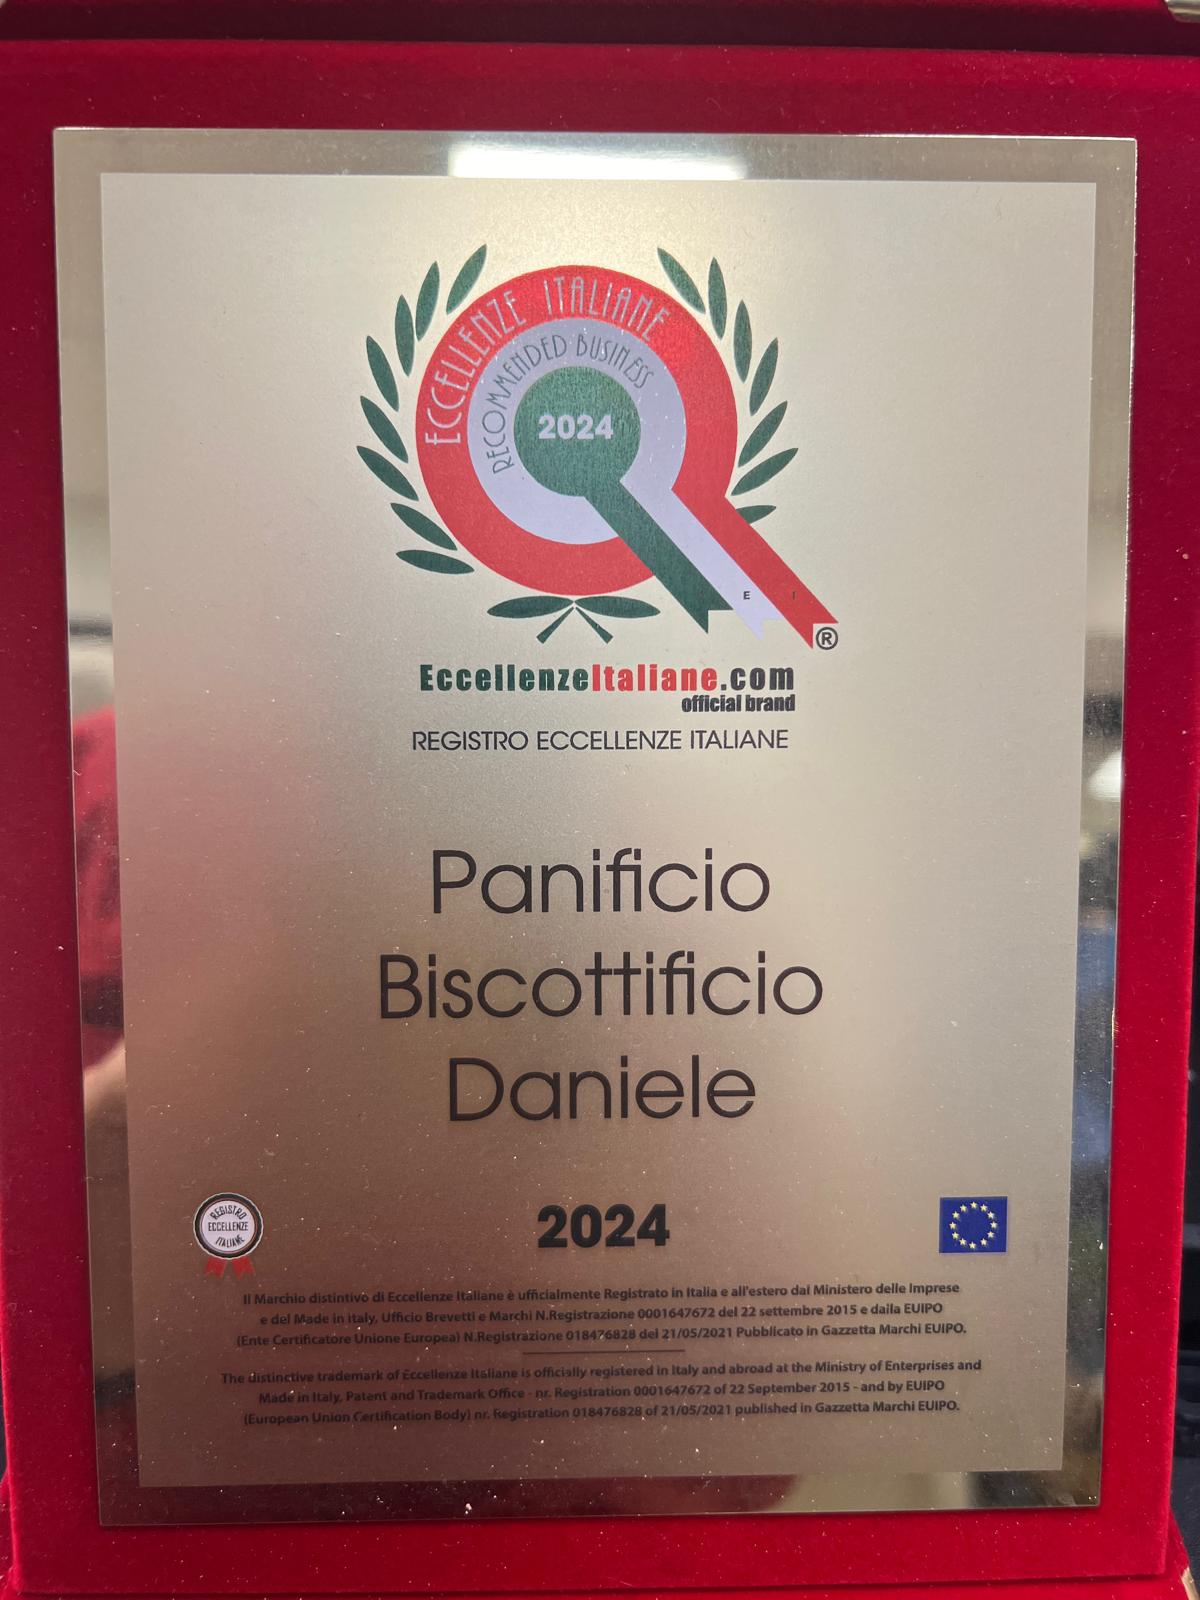 ECCELLENZE ITALIANE
RECOMMENDED BUSINESS
2024
E I
®
EccellenzeItaliane.com
official brand
REGISTRO ECCELLENZE ITALIANE
Panificio
Biscottificio
Daniele
REGISTRO
ECCELLENZE
ITALIANE
2024
Il Marchio distintivo di Eccellenze Italiane è ufficialmente Registrato in Italia e all'estero dal Ministero delle Imprese
e del Made in Italy, Ufficio Brevetti e Marchi N.Registrazione 0001647672 del 22 settembre 2015 e dalla EUIPO
(Ente Certificatore Unione Europea) N.Registrazione 018476828 del 21/05/2021 Pubblicato in Gazzetta Marchi EUIPO.
The distinctive trademark of Eccellenze Italiane is officially registered in Italy and abroad at the Ministry of Enterprises and
Made in Italy, Patent and Trademark Office - nr. Registration 0001647672 of 22 September 2015 - and by EUIPO
(European Union Certification Body) nr. Registration 018476828 of 21/05/2021 published in Gazzetta Marchi EUIPO.